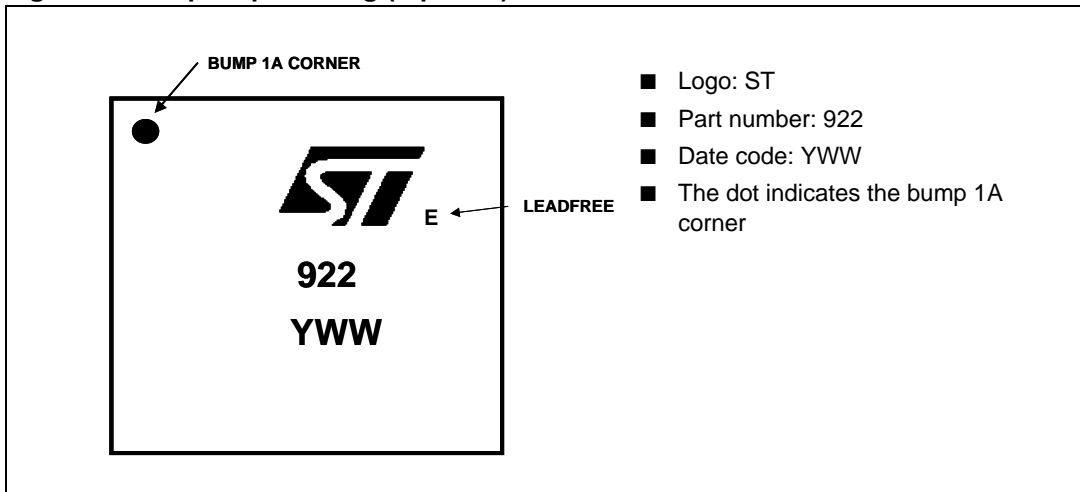 BUMP 1A CORNER
ST
E
LEADFREE
922
YWW
■ Logo: ST
■ Part number: 922
■ Date code: YWW
■ The dot indicates the bump 1A
corner